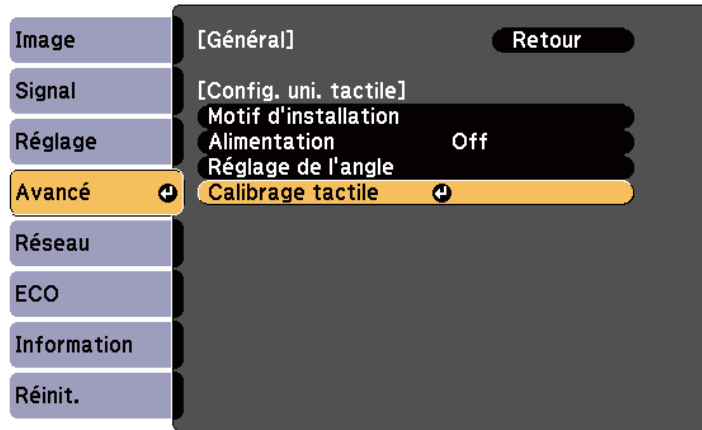 Image
Signal
Réglage
Avancé
Réseau
ECO
Information
Réinit.
[Général] Retour
[Config. uni. tactile]
Motif d'installation
Alimentation Off
Réglage de l'angle
Calibrage tactile